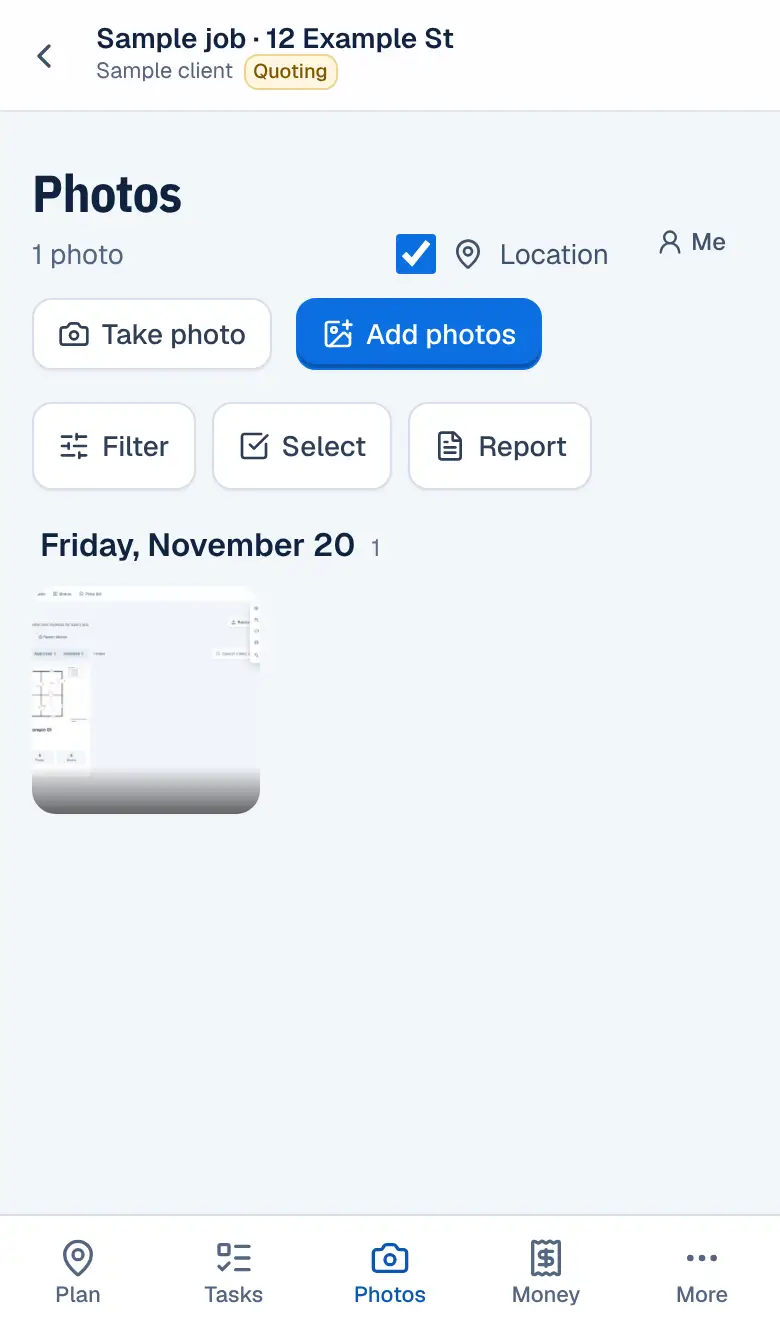 Sample job · 12 Example St
Sample client Quoting
Photos
1 photo
Location
Me
Take photo
Add photos
Filter
Select
Report
Friday, November 20 1
Plan
Tasks
Photos
Money
More